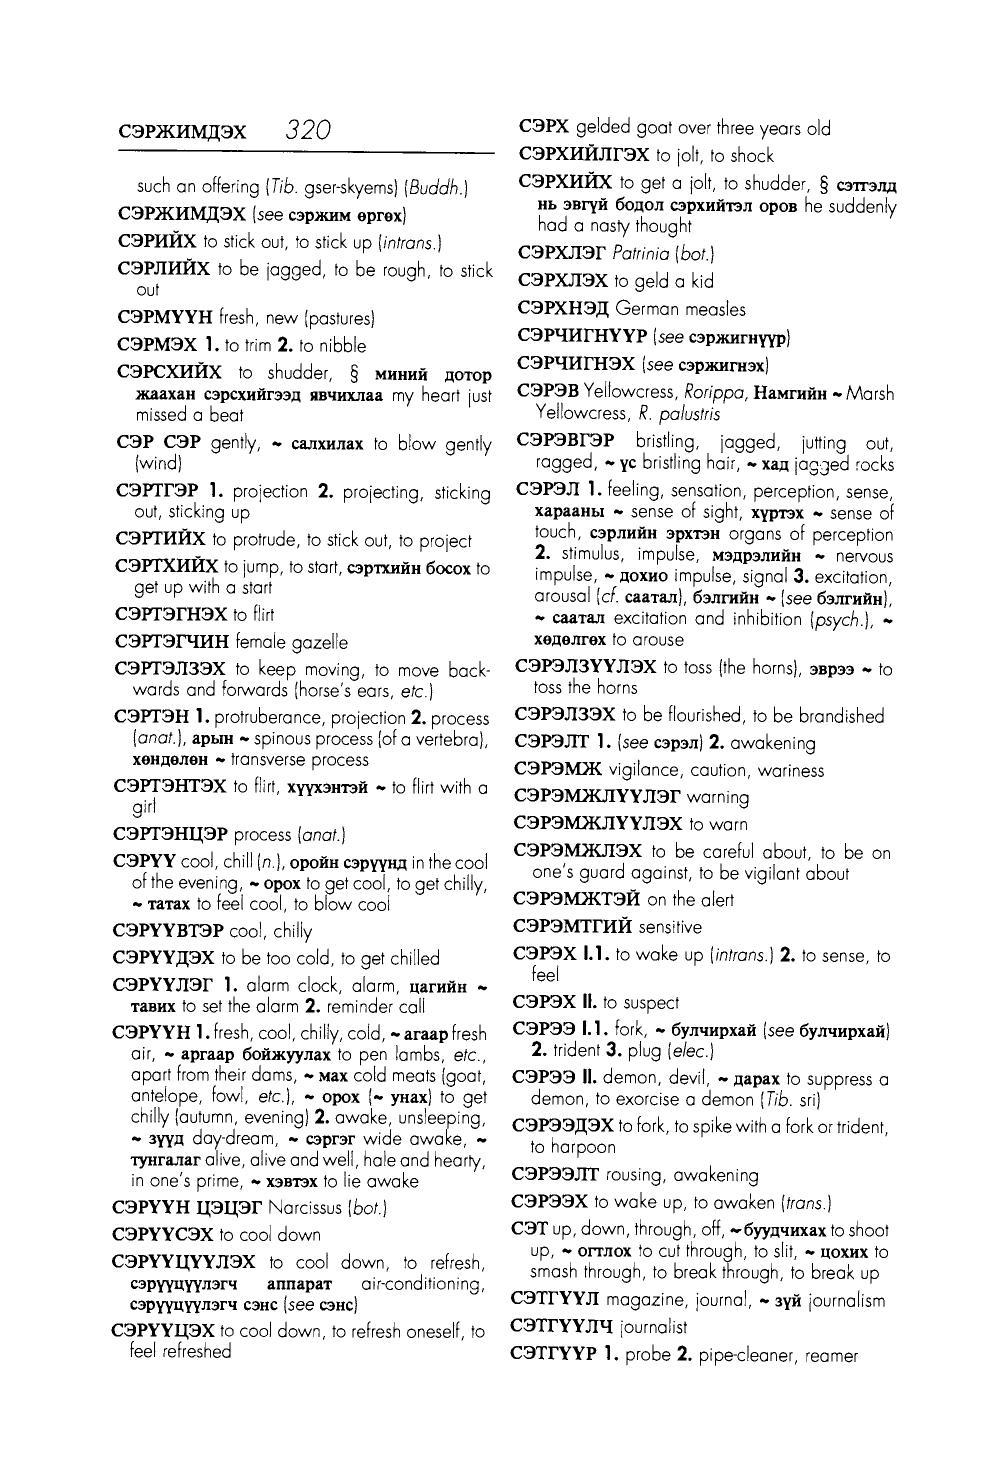 СЭРЖИМДЭХ 320
such an offering (Tib. gser-skyems) (Buddh.)
СЭРЖИМДЭХ (see сэржим өргөх)
СЭРИЙХ to stick out, to stick up (intrans.)
СЭРЛИЙХ to be jagged, to be rough, to stick
out
СЭРМҮҮН fresh, new (pastures)
СЭРМЭХ 1. to trim 2. to nibble
СЭРСХИЙХ to shudder, § миний дотор
жаахан сэрсхийгээд явчихлаа my heart just
missed a beat
СЭР СЭР gently, ~ салхилах to blow gently
(wind)
СЭРТГЭР 1. projection 2. projecting, sticking
out, sticking up
СЭРТИЙХ to protrude, to stick out, to project
СЭРТХИЙХ to jump, to start, сэртхийн босох to
get up with a start
СЭРТЭГНЭХ to flirt
СЭРТЭГЧИН female gazelle
СЭРТЭЛЗЭХ to keep moving, to move back-
wards and forwards (horse's ears, etc.)
СЭРТЭН 1. protruberance, projection 2. process
(anat.), арын ~ spinous process (of a vertebra),
хөндөлөн ~ transverse process
СЭРТЭНТЭХ to flirt, хүүхэнтэй ~ to flirt with a
girl
СЭРТЭНЦЭР process (anat.)
СЭРҮҮ cool, chill (n.), оройн сэрүүнд in the cool
of the evening, ~ орох to get cool, to get chilly,
~ татах to feel cool, to blow cool
СЭРҮҮВТЭР cool, chilly
СЭРҮҮДЭХ to be too cold, to get chilled
СЭРҮҮЛЭГ 1. alarm clock, alarm, цагийн ~
тавих to set the alarm 2. reminder call
СЭРҮҮН 1. fresh, cool, chilly, cold, ~ агаар fresh
air, ~ аргаар бойжуулах to pen lambs, etc.,
apart from their dams, ~ мах cold meats (goat,
antelope, fowl, etc.), ~ орох (~ унах) to get
chilly (autumn, evening) 2. awake, unsleeping,
~ зүүд day-dream, ~ сэргэг wide awake, ~
тунгалаг alive, alive and well, hale and hearty,
in one's prime, ~ хэвтэх to lie awake
СЭРҮҮН ЦЭЦЭГ Narcissus (bot.)
СЭРҮҮСЭХ to cool down
СЭРҮҮЦҮҮЛЭХ to cool down, to refresh,
сэрүүцүүлэгч аппарат air-conditioning,
сэрүүцүүлэгч сэнс (see сэнс)
СЭРҮҮЦЭХ to cool down, to refresh oneself, to
feel refreshed
СЭРХ gelded goat over three years old
СЭРХИЙЛГЭХ to jolt, to shock
СЭРХИЙХ to get a jolt, to shudder, § сэтгэлд
нь эвгүй бодол сэрхийтэл оров he suddenly
had a nasty thought
СЭРХЛЭГ Patrinia (bot.)
СЭРХЛЭХ to geld a kid
СЭРХНЭД German measles
СЭРЧИГНҮҮР (see сэржигнүүр)
СЭРЧИГНЭХ (see сэржигнэх)
СЭРЭВ Yellowcress, Rorippa, Намгийн ~ Marsh
Yellowcress, R. palustris
СЭРЭВГЭР bristling, jagged, jutting out,
ragged, ~ үс bristling hair, ~ хад jagged rocks
СЭРЭЛ 1. feeling, sensation, perception, sense,
харааны ~ sense of sight, хүртэх ~ sense of
touch, сэрлийн эрхтэн organs of perception
2. stimulus, impulse, мэдрэлийн ~ nervous
impulse, ~ дохио impulse, signal 3. excitation,
arousal (cf. саатал), бэлгийн ~ (see бэлгийн),
~ саатал excitation and inhibition (psych.), ~
хөдөлгөх to arouse
СЭРЭЛЗҮҮЛЭХ to toss (the horns), эврээ ~ to
toss the horns
СЭРЭЛЗЭХ to be flourished, to be brandished
СЭРЭЛТ 1. (see сэрэл) 2. awakening
СЭРЭМЖ vigilance, caution, wariness
СЭРЭМЖЛҮҮЛЭГ warning
СЭРЭМЖЛҮҮЛЭХ to warn
СЭРЭМЖЛЭХ to be careful about, to be on
one's guard against, to be vigilant about
СЭРЭМЖТЭЙ on the alert
СЭРЭМТГИЙ sensitive
СЭРЭХ I.1. to wake up (intrans.) 2. to sense, to
feel
СЭРЭХ II. to suspect
СЭРЭЭ I.1. fork, ~ булчирхай (see булчирхай)
2. trident 3. plug (elec.)
СЭРЭЭ II. demon, devil, ~ дарах to suppress a
demon, to exorcise a demon (Tib. sri)
СЭРЭЭДЭХ to fork, to spike with a fork or trident,
to harpoon
СЭРЭЭЛТ rousing, awakening
СЭРЭЭХ to wake up, to awaken (trans.)
СЭТ up, down, through, off, ~ буудчихах to shoot
up, ~ огтлох to cut through, to slit, ~ цохих to
smash through, to break through, to break up
СЭТГҮҮЛ magazine, journal, ~ зүй journalism
СЭТГҮҮЛЧ journalist
СЭТГҮҮР 1. probe 2. pipe-cleaner, reamer